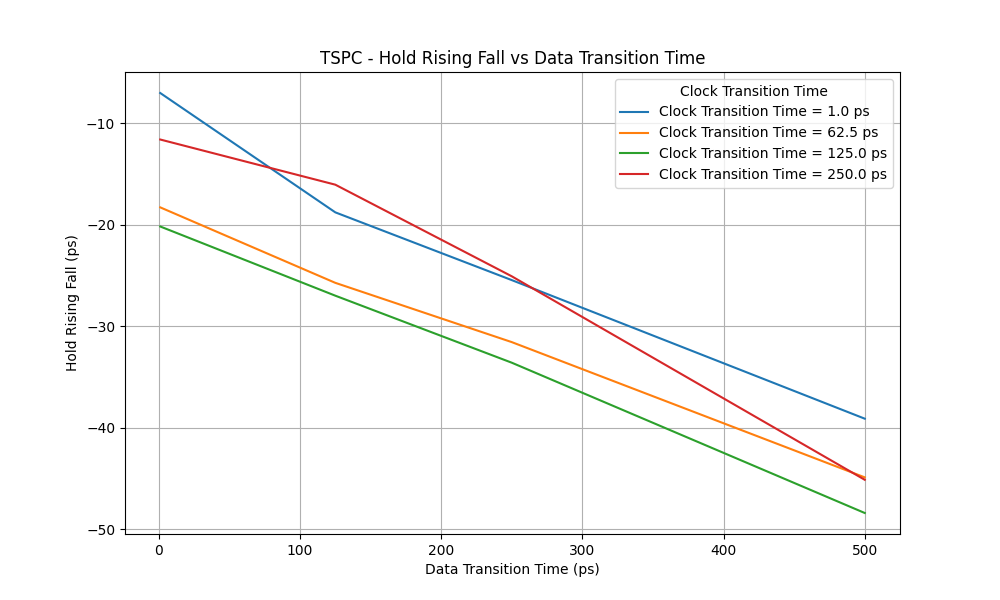 TSPC - Hold Rising Fall vs Data Transition Time
Clock Transition Time
Clock Transition Time = 1.0 ps
Clock Transition Time = 62.5 ps
Clock Transition Time = 125.0 ps
Clock Transition Time = 250.0 ps
Hold Rising Fall (ps)
−10
−20
−30
−40
−50
0 100 200 300 400 500
Data Transition Time (ps)